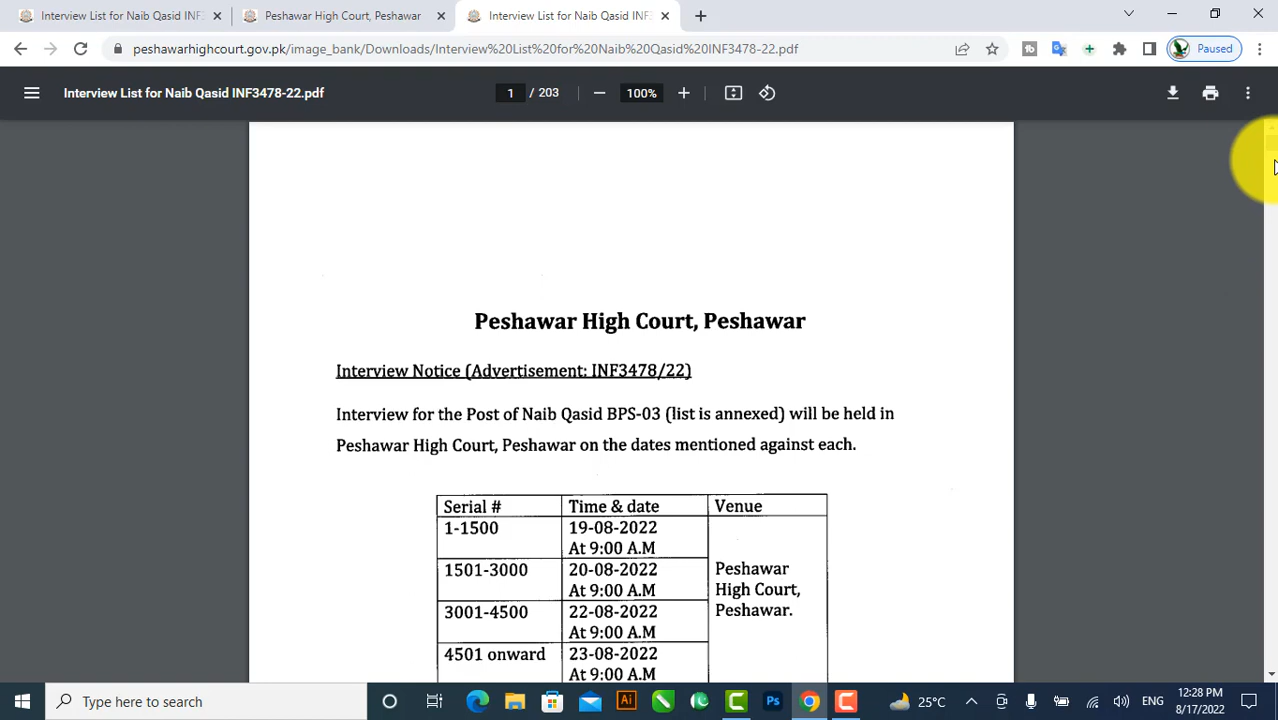 Interview List for Naib Qasid INF3
Peshawar High Court, Peshawar
Interview List for Naib Qasid INF3
peshawarhighcourt.gov.pk/image_bank/Downloads/Interview%20List%20for%20Naib%20Qasid%20INF3478-22.pdf
Paused
Interview List for Naib Qasid INF3478-22.pdf
1 / 203
100%
Peshawar High Court, Peshawar
Interview Notice (Advertisement: INF3478/22)
Interview for the Post of Naib Qasid BPS-03 (list is annexed) will be held in
Peshawar High Court, Peshawar on the dates mentioned against each.
Serial # Time & date Venue
1-1500 19-08-2022
At 9:00 A.M
1501-3000 20-08-2022 Peshawar
At 9:00 A.M High Court,
3001-4500 22-08-2022 Peshawar.
At 9:00 A.M
4501 onward 23-08-2022
At 9:00 A.M
Type here to search
Ai
Ps
25°C
ENG
12:28 PM
8/17/2022